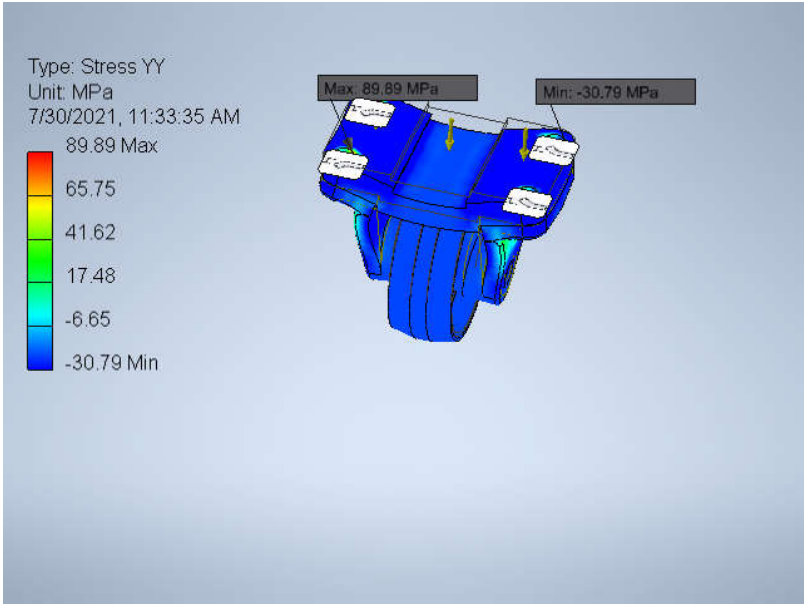 Type: Stress YY
Unit: MPa
7/30/2021, 11:33:35 AM
89.89 Max
65.75
41.62
17.48
-6.65
-30.79 Min
Max: 89.89 MPa
Min: -30.79 MPa